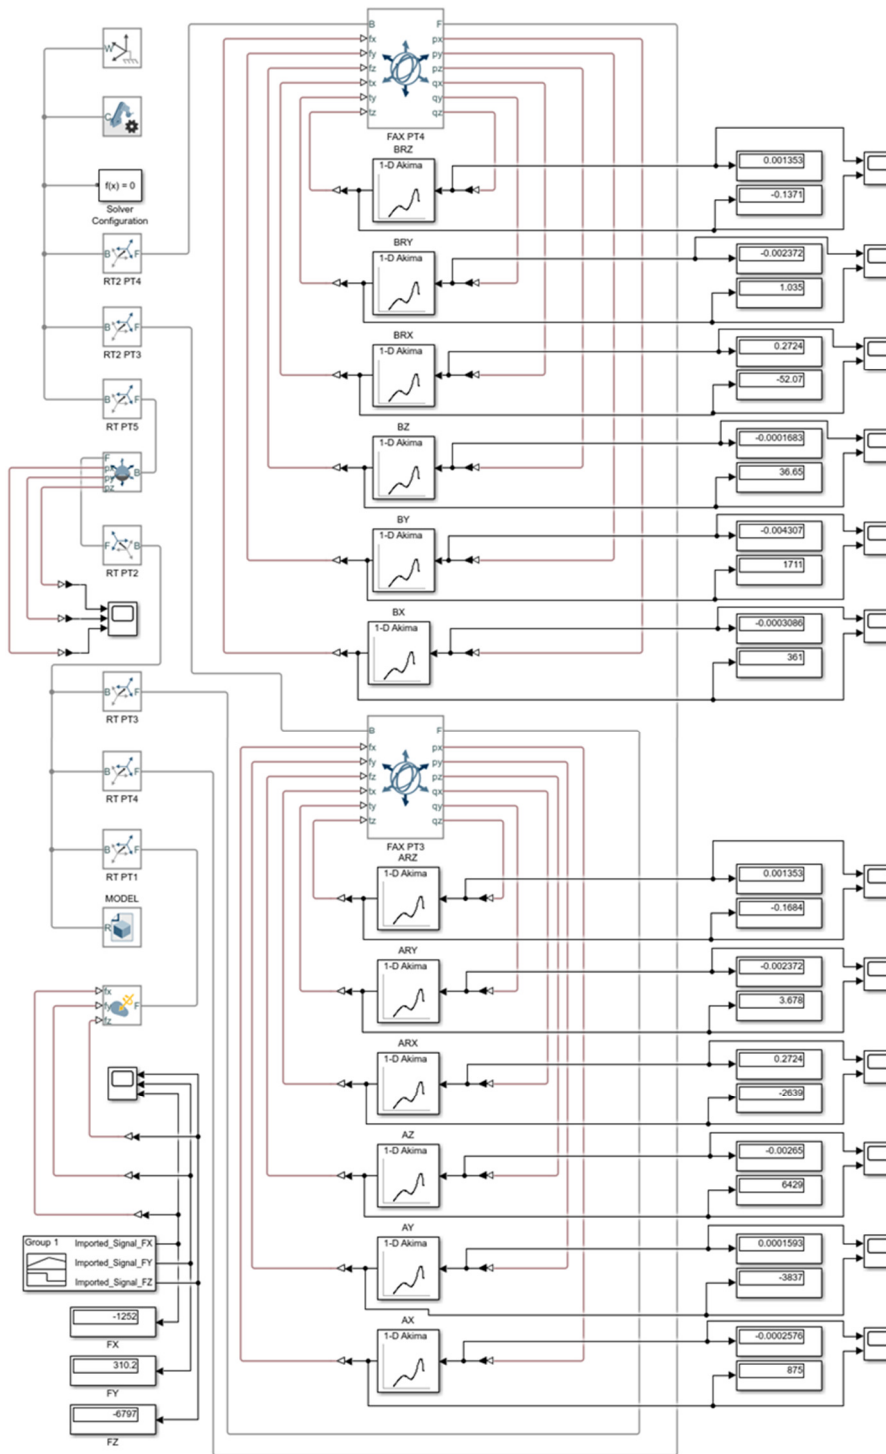 W
C
f(x) = 0
Solver
Configuration
B
F
RT2 PT4
B
F
RT2 PT3
B
F
RT PT5
F
px
py
pz
B
F
B
RT PT2
B
F
RT PT3
B
F
RT PT4
B
F
RT PT1
MODEL
R
fx
fy
fz
F
Group 1
Imported_Signal_FX
Imported_Signal_FY
Imported_Signal_FZ
-1252
FX
310.2
FY
-6797
FZ
B
F
fx
px
fy
py
fz
pz
tx
qx
ty
qy
tz
qz
FAX PT4
BRZ
1-D Akima
0.001353
-0.1371
BRY
1-D Akima
-0.002372
1.035
BRX
1-D Akima
0.2724
-52.07
BZ
1-D Akima
-0.0001683
36.65
BY
1-D Akima
-0.004307
1711
BX
1-D Akima
-0.0003086
361
B
F
fx
px
fy
py
fz
pz
tx
qx
ty
qy
tz
qz
FAX PT3
ARZ
1-D Akima
0.001353
-0.1684
ARY
1-D Akima
-0.002372
3.678
ARX
1-D Akima
0.2724
-2639
AZ
1-D Akima
-0.00265
6429
AY
1-D Akima
0.0001593
-3837
AX
1-D Akima
-0.0002576
875